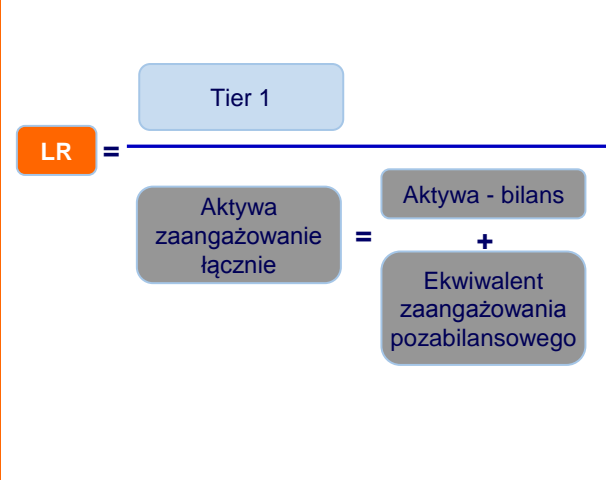 Tier 1
LR =
Aktywa
zaangażowanie
łącznie
=
Aktywa - bilans
+
Ekwiwalent
zaangażowania
pozabilansowego